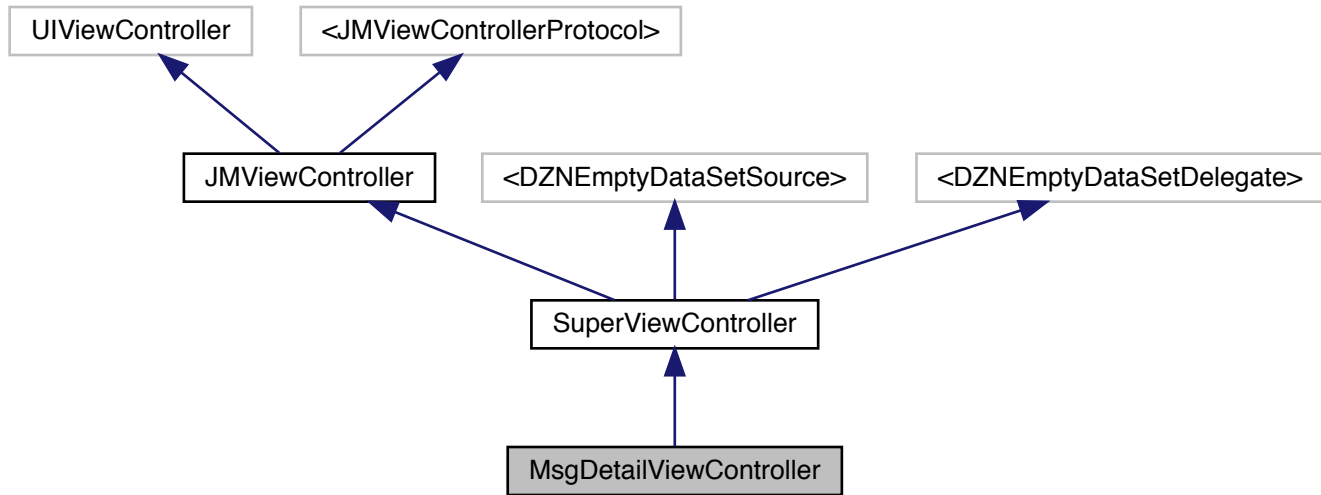 UIViewController
<JMViewControllerProtocol>
JMViewController
<DZNEmptyDataSetSource>
<DZNEmptyDataSetDelegate>
SuperViewController
MsgDetailViewController